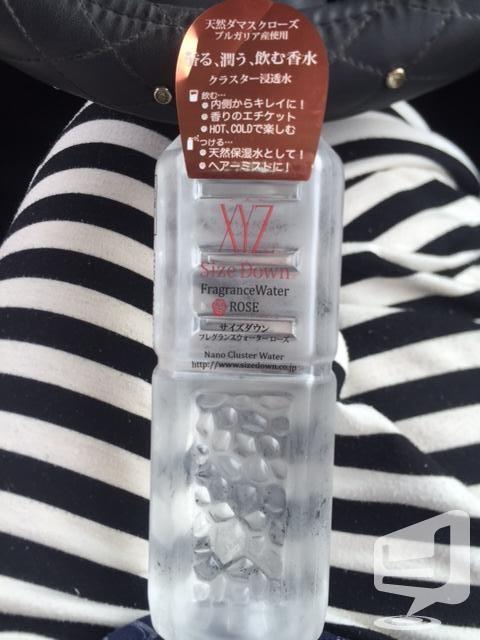 天然ダマスクローズ
ブルガリア産使用
香る、潤う、飲む香水
クラスター浸透水
飲む…
●内側からキレイに！
●香りのエチケット
●HOT、COLDで楽しむ
つける…
●天然保湿水として！
●ヘアーミストに！
XYZ
Size Down
FragranceWater
ROSE
サイズダウン
フレグランスウォーターローズ
Nano Cluster Water
http://www.sizedown.co.jp